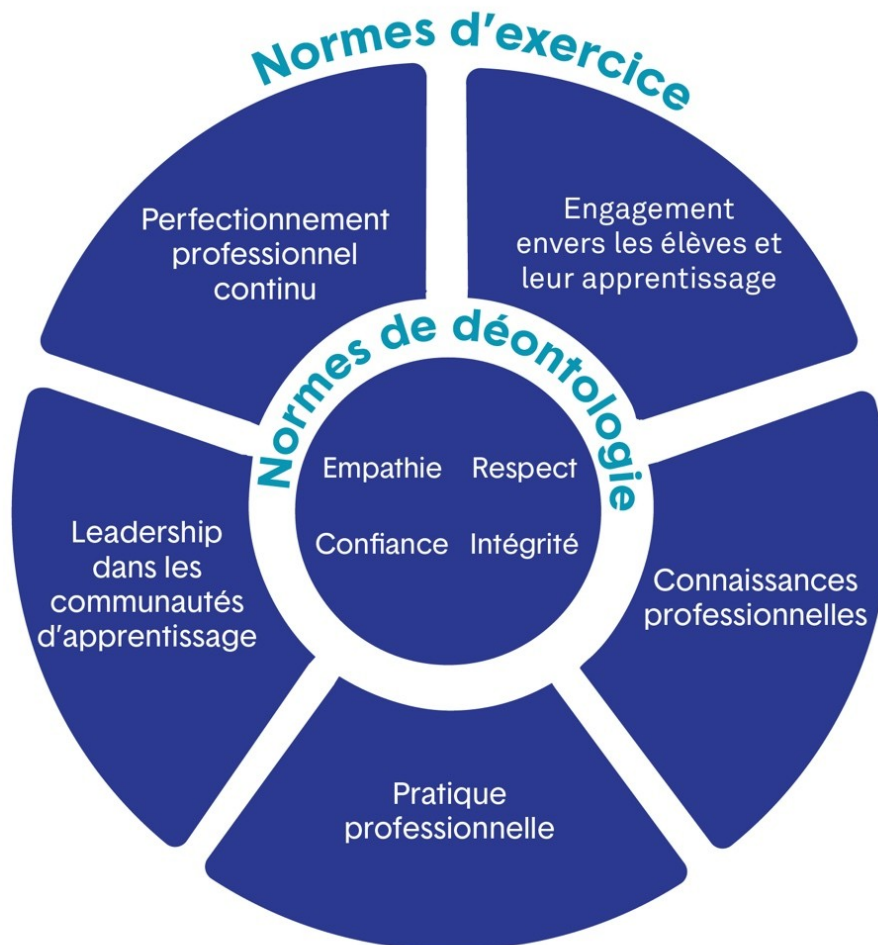 Normes d'exercice
Perfectionnement
professionnel
continu
Engagement
envers les élèves et
leur apprentissage
Normes de déontologie
Empathie Respect
Confiance Intégrité
Leadership
dans les
communautés
d'apprentissage
Connaissances
professionnelles
Pratique
professionnelle